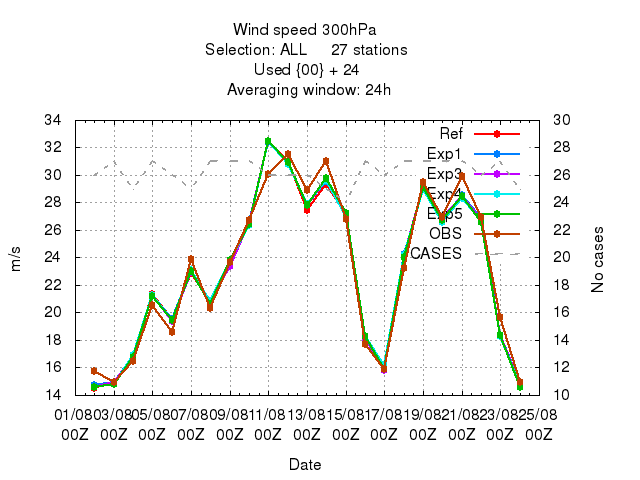 Wind speed 300hPa
Selection: ALL 27 stations
Used {00} + 24
Averaging window: 24h
34 30
32 28
30 26
28 24
26 22
24 20
22 18
20 16
18 14
16 12
14 10
m/s
No cases
Ref
Exp1
Exp3
Exp4
Exp5
OBS
CASES
01/08 03/08 05/08 07/08 09/08 11/08 13/08 15/08 17/08 19/08 21/08 23/08 25/08
00Z 00Z 00Z 00Z 00Z 00Z 00Z 00Z 00Z 00Z 00Z 00Z 00Z
Date